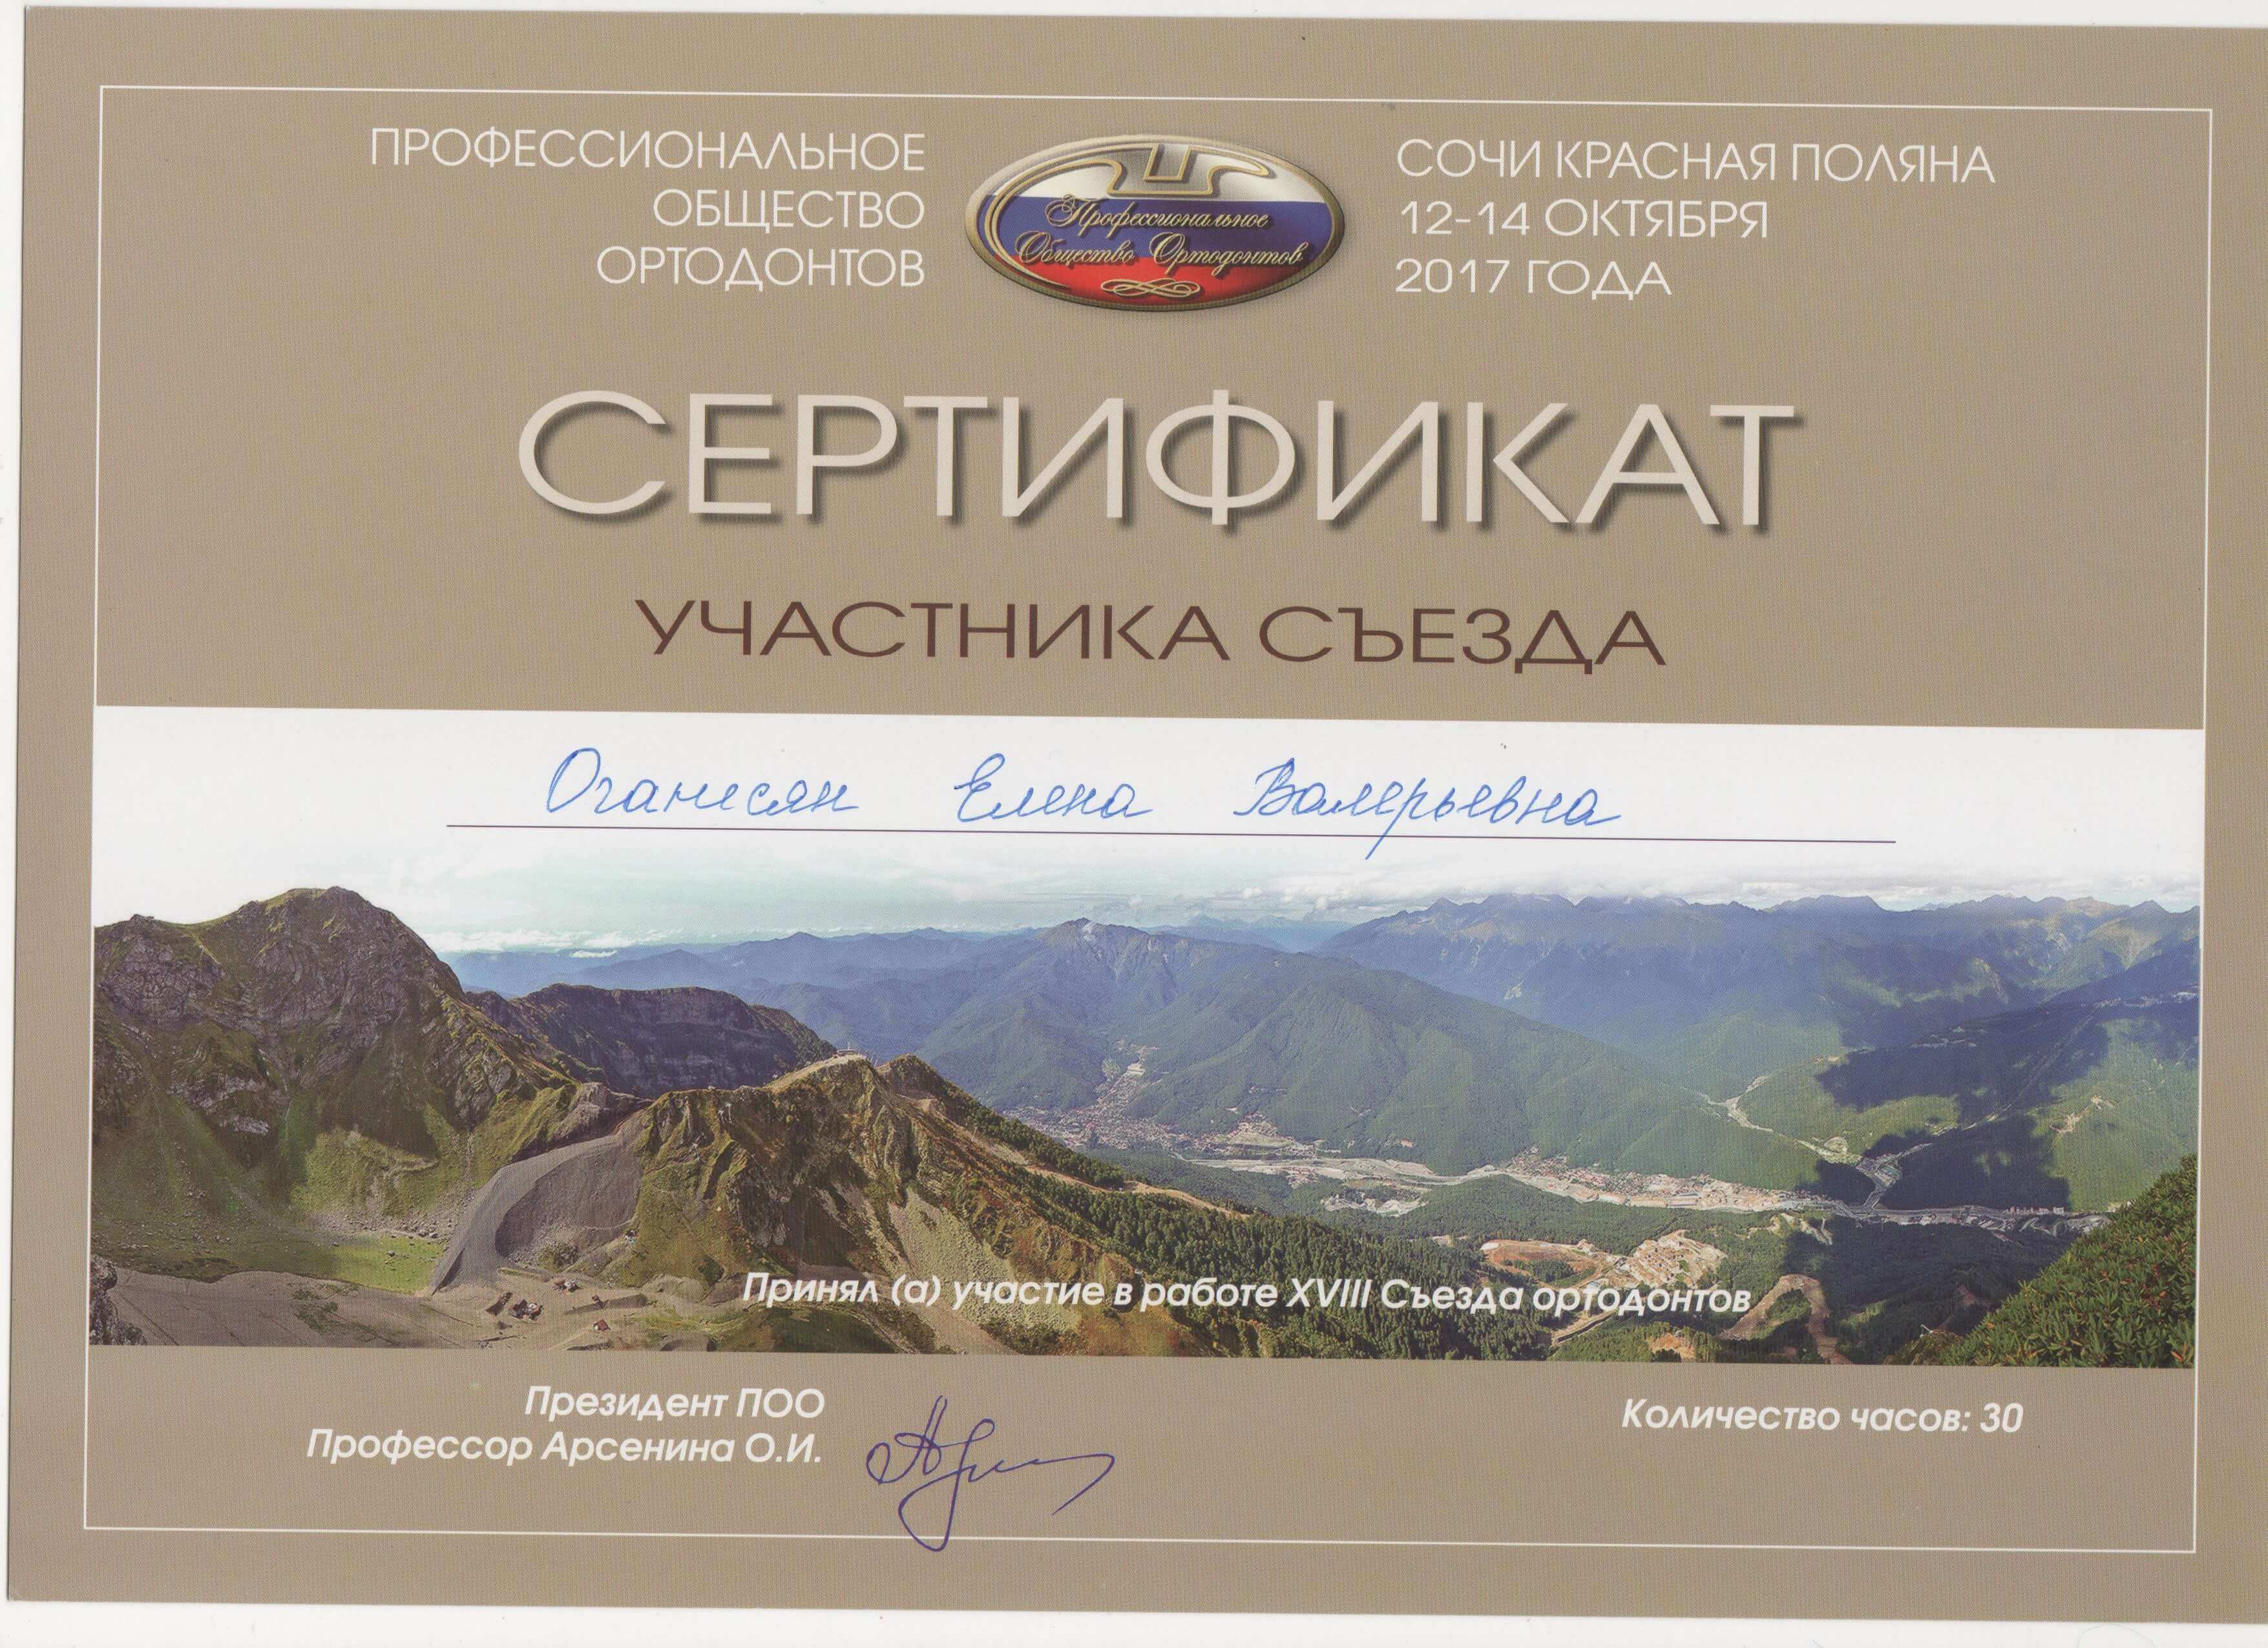 ПРОФЕССИОНАЛЬНОЕ
ОБЩЕСТВО
ОРТОДОНТОВ
Профессиональное
Общество Ортодонтов
СОЧИ КРАСНАЯ ПОЛЯНА
12-14 ОКТЯБРЯ
2017 ГОДА
СЕРТИФИКАТ
УЧАСТНИКА СЪЕЗДА
Оганесян Елена Валерьевна
Принял (а) участие в работе XVIII Съезда ортодонтов
Президент ПОО
Профессор Арсенина О.И.
Количество часов: 30